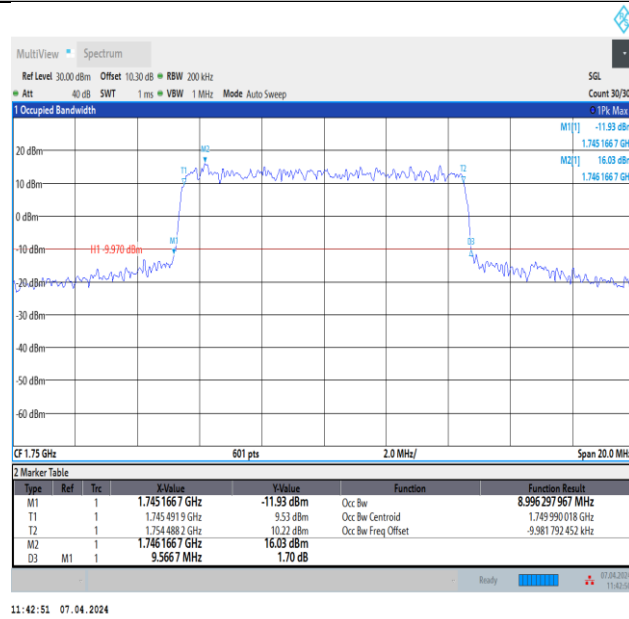 MultiView Spectrum
Ref Level 30.00 dBm Offset 10.30 dB RBW 200 kHz SGL
Att 40 dB SWT 1 ms VBW 1 MHz Mode Auto Sweep Count 30/30
1 Occupied Bandwidth 1Pk Max
M1[1] -11.93 dBm
1.745 166 7 GH
M2[1] 16.03 dBm
1.746 166 7 GH
M2
20 dBm
T1 T2
10 dBm
0 dBm
M1 D3
-10 dBm H1 -9.970 dBm
-20 dBm
-30 dBm
-40 dBm
-50 dBm
-60 dBm
CF 1.75 GHz 601 pts 2.0 MHz/ Span 20.0 MHz
2 Marker Table
Type Ref Trc X-Value Y-Value Function Function Result
M1 1 1.745 166 7 GHz -11.93 dBm Occ Bw 8.996 297 967 MHz
T1 1 1.745 491 9 GHz 9.53 dBm Occ Bw Centroid 1.749 990 018 GHz
T2 1 1.754 488 2 GHz 10.22 dBm Occ Bw Freq Offset -9.981 792 452 kHz
M2 1 1.746 166 7 GHz 16.03 dBm
D3 M1 1 9.566 7 MHz 1.70 dB
Ready 07.04.2024
11:42:50
11:42:51 07.04.2024